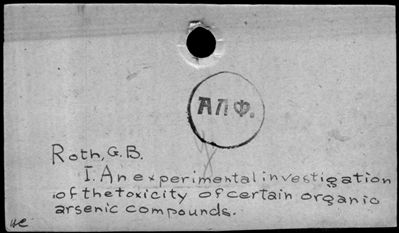 ΑΠΦ.
Roth, G.B.
I. An experimental investigation
of the toxicity of certain organic
arsenic compounds.